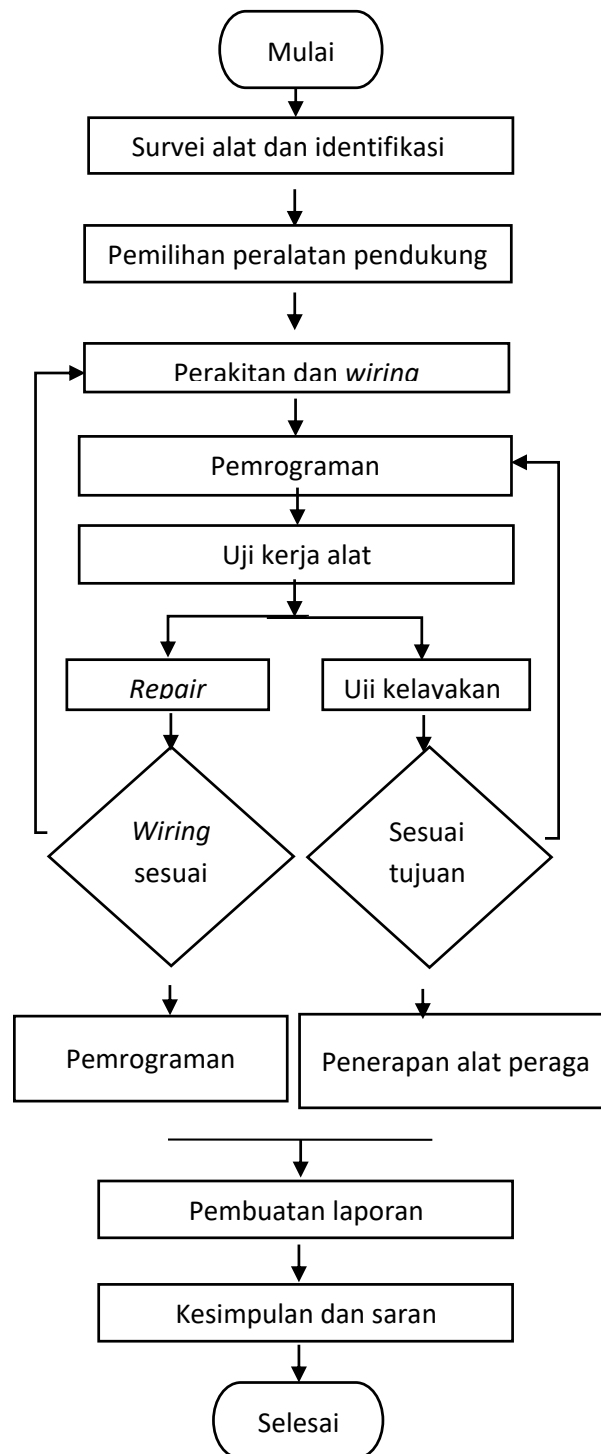 Mulai
Survei alat dan identifikasi
Pemilihan peralatan pendukung
Perakitan dan wiring
Pemrograman
Uji kerja alat
Repair
Uji kelayakan
Wiring
sesuai
Sesuai
tujuan
Pemrograman
Penerapan alat peraga
Pembuatan laporan
Kesimpulan dan saran
Selesai